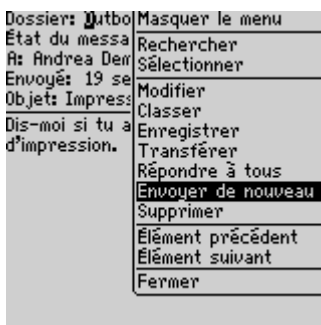 Dossier: Outbo
État du messa
A: Andrea Dem
Envoyé: 19 se
Objet: Impress
Dis-moi si tu a
d'impression.
Masquer le menu
Rechercher
Sélectionner
Modifier
Classer
Enregistrer
Transférer
Répondre à tous
Envoyer de nouveau
Supprimer
Élément précédent
Élément suivant
Fermer